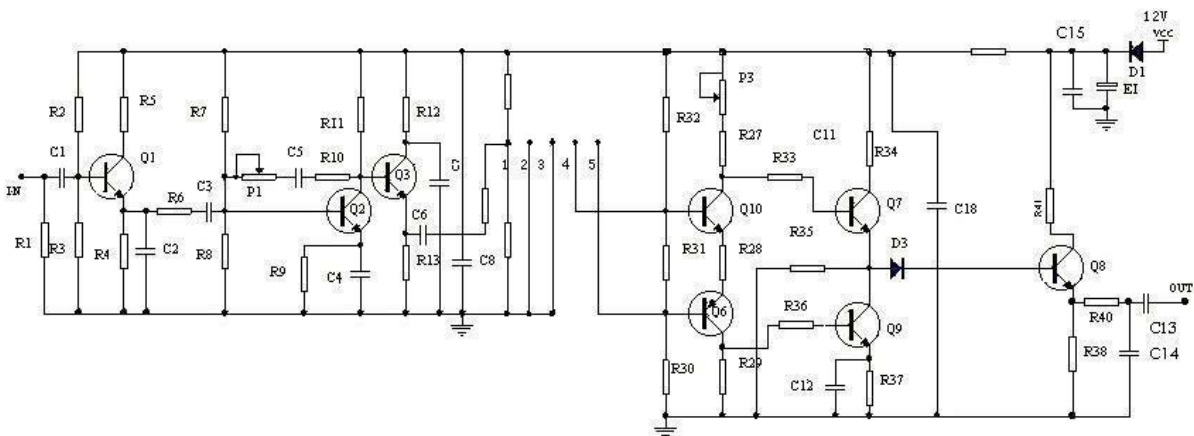 12V
VCC
C15
D1
EI
R2
R5
R7
R11
R12
R32
P3
R27
C11
R34
C1
Q1
C5
R10
Q3
C7
1
2
3
4
5
R33
IN
P1
R6
C3
Q2
C6
Q10
Q7
C18
R41
R1
R3
R4
C2
R8
R9
C4
R13
C8
R31
R28
R35
D3
Q8
Q6
R36
Q9
OUT
R40
C13
R38
C14
R30
R29
C12
R37